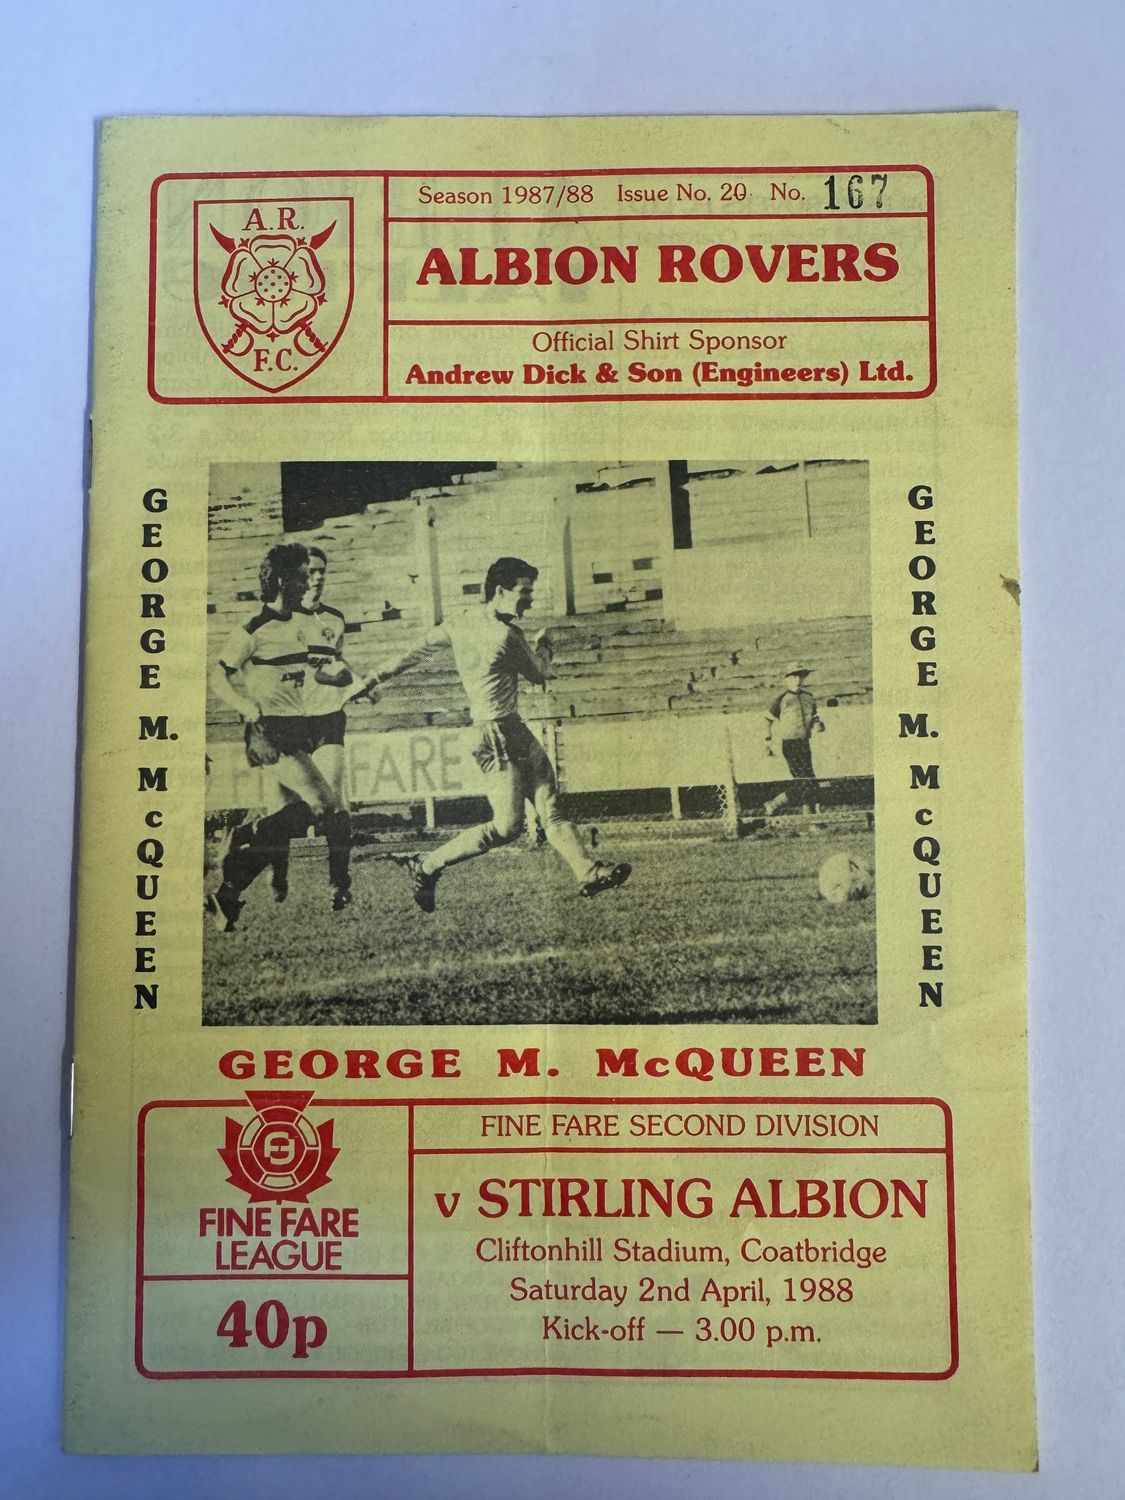 A.R.
F.C.
Season 1987/88 Issue No. 20 No. 167
ALBION ROVERS
Official Shirt Sponsor
Andrew Dick & Son (Engineers) Ltd.
GEORGE M. McQUEEN
FARE
GEORGE M. McQUEEN
GEORGE M. McQUEEN
FINE FARE
LEAGUE
40p
FINE FARE SECOND DIVISION
v STIRLING ALBION
Cliftonhill Stadium, Coatbridge
Saturday 2nd April, 1988
Kick-off — 3.00 p.m.